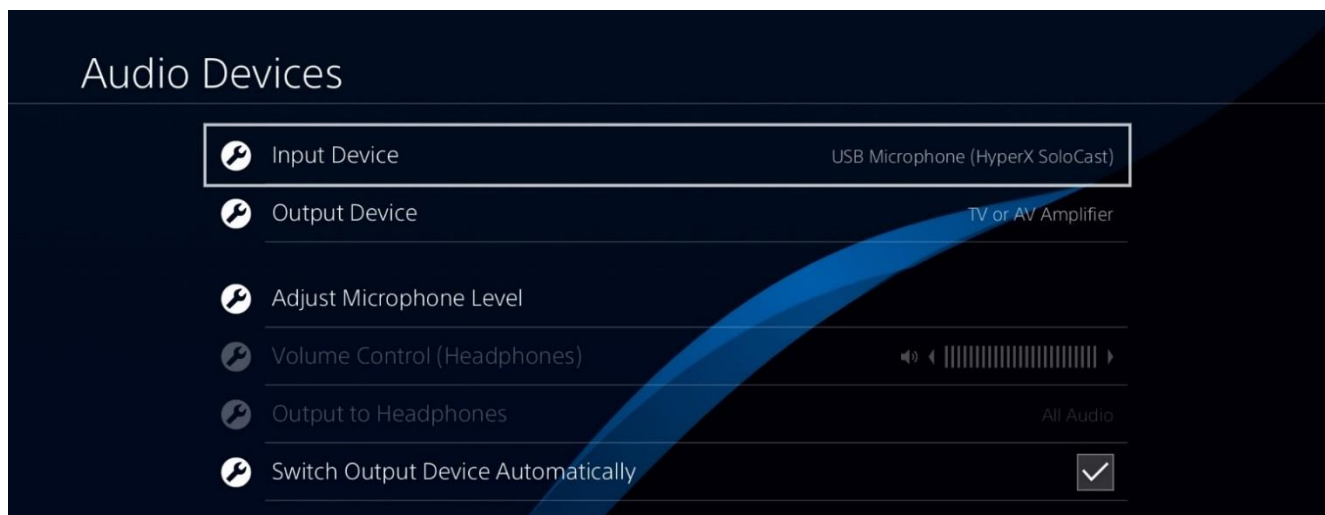 Audio Devices
Input Device USB Microphone (HyperX SoloCast)
Output Device TV or AV Amplifier
Adjust Microphone Level
Volume Control (Headphones)
Output to Headphones All Audio
Switch Output Device Automatically